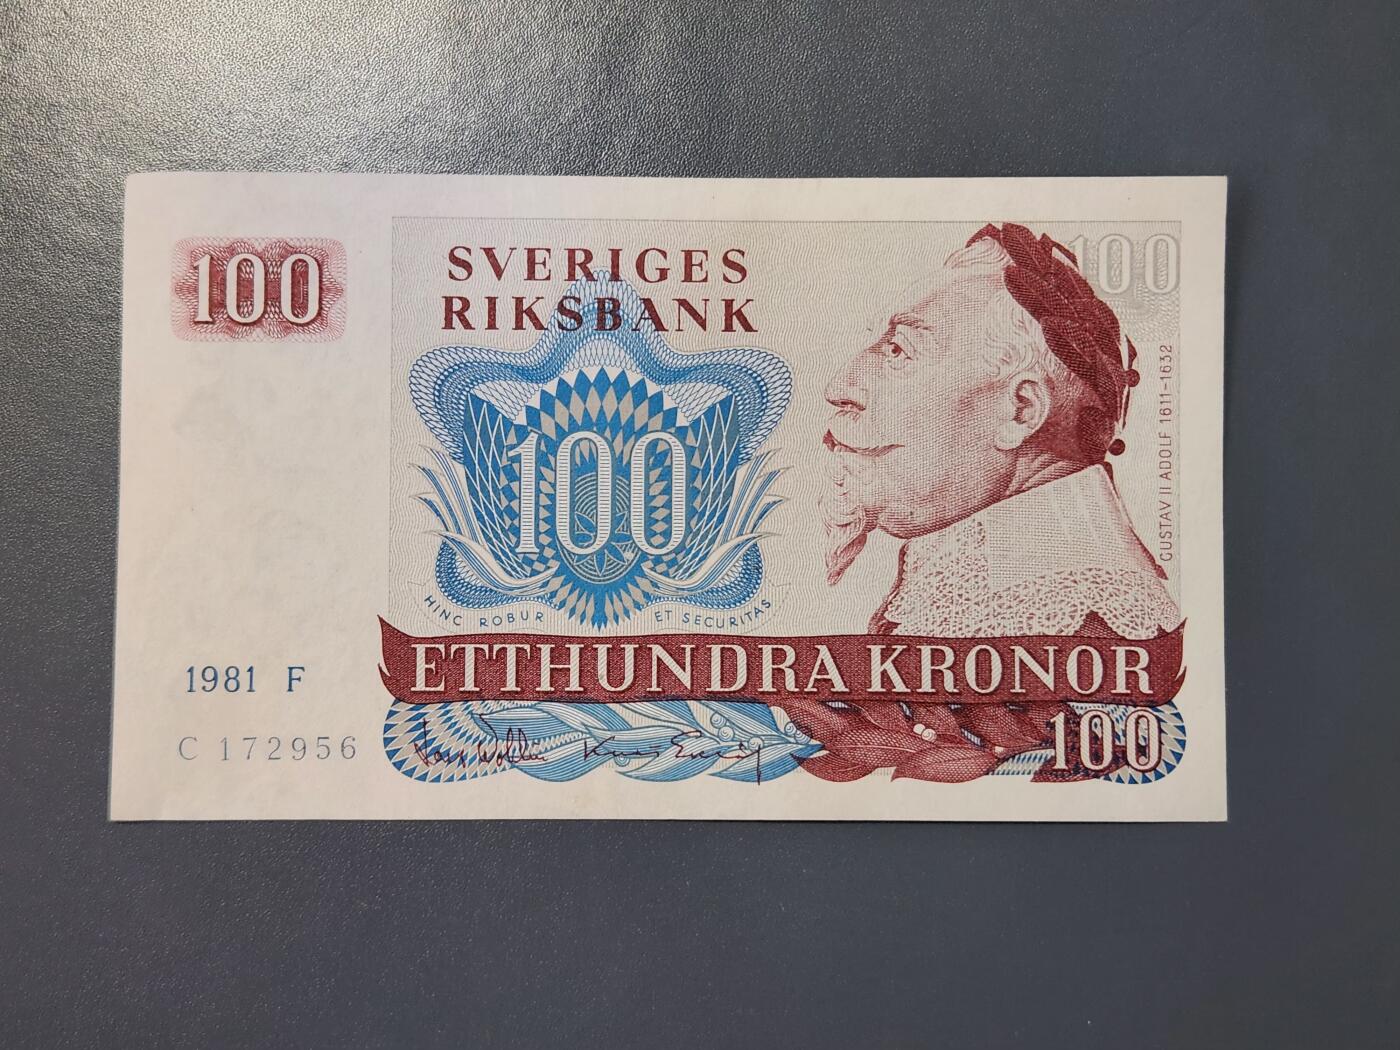 100
SVERIGES
RIKSBANK
100
100
GUSTAV II ADOLF 1611-1632
HINC ROBUR ET SECURITAS
ETTHUNDRA KRONOR
1981 F
C 172956
100